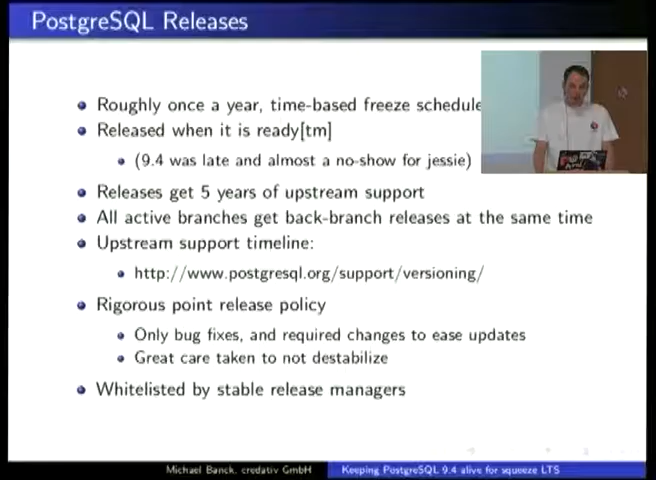 PostgreSQL Releases
Roughly once a year, time-based freeze schedule
Released when it is ready[tm]
(9.4 was late and almost a no-show for jessie)
Releases get 5 years of upstream support
All active branches get back-branch releases at the same time
Upstream support timeline:
http://www.postgresql.org/support/versioning/
Rigorous point release policy
Only bug fixes, and required changes to ease updates
Great care taken to not destabilize
Whitelisted by stable release managers
Michael Banck, credativ GmbH
Keeping PostgreSQL 9.4 alive for squeeze LTS